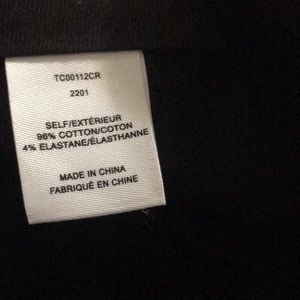 TC00112CR
2201
SELF/EXTÉRIEUR
96% COTTON/COTON
4% ELASTANE/ÉLASTHANNE
MADE IN CHINA
FABRIQUÉ EN CHINE